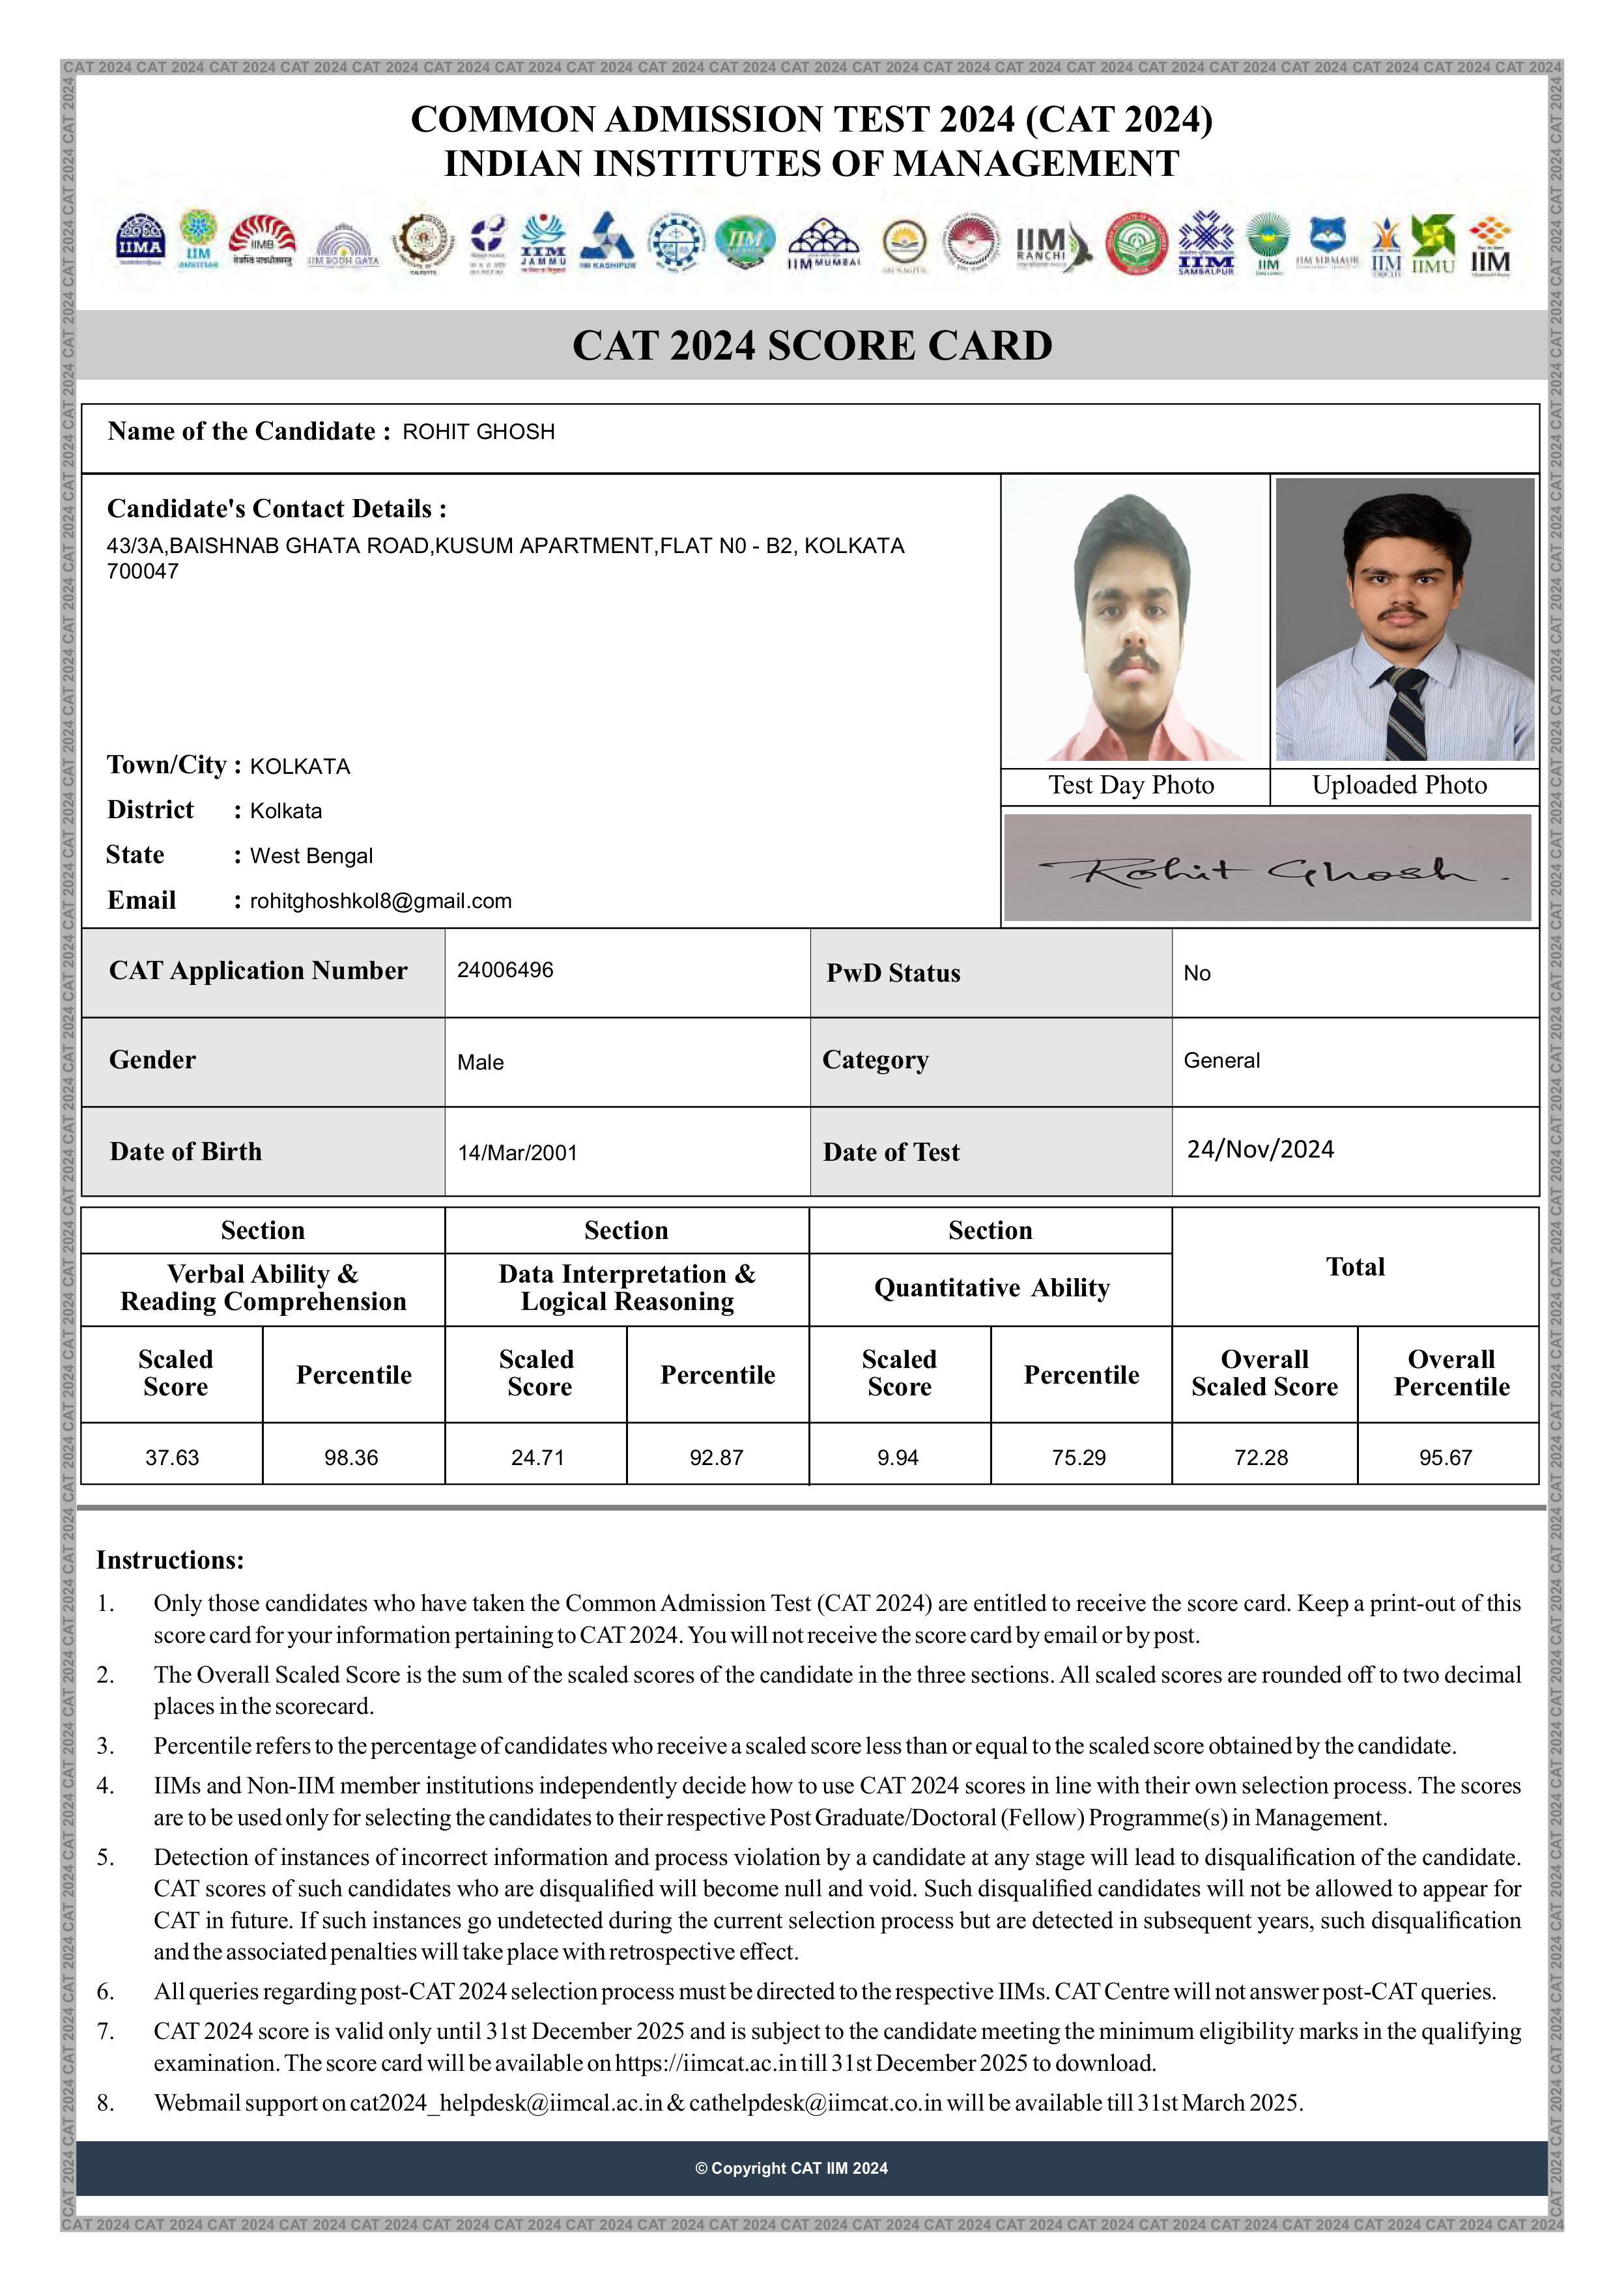 CAT 2024 CAT 2024 CAT 2024 CAT 2024 CAT 2024 CAT 2024 CAT 2024 CAT 2024 CAT 2024 CAT 2024 CAT 2024 CAT 2024 CAT 2024 CAT 2024 CAT 2024 CAT 2024 CAT 2024 CAT 2024 CAT 2024 CAT 2024 CAT 2024
COMMON ADMISSION TEST 2024 (CAT 2024)
INDIAN INSTITUTES OF MANAGEMENT
IIMA IIM AMRITSAR IIMB IIM BODH GAYA CALCUTTA IIM JAMMU IIM KASHIPUR IIM IIM MUMBAI IIM NAGPUR IIM RANCHI IIM SAMBALPUR IIM IIM SIRMAUR IIM IIMU IIM
CAT 2024 SCORE CARD
Name of the Candidate : ROHIT GHOSH
Candidate's Contact Details :
43/3A,BAISHNAB GHATA ROAD,KUSUM APARTMENT,FLAT N0 - B2, KOLKATA
700047
Town/City : KOLKATA
District : Kolkata
State : West Bengal
Email : rohitghoshkol8@gmail.com
Test Day Photo Uploaded Photo
Rohit Ghosh.
CAT Application Number 24006496 PwD Status No
Gender Male Category General
Date of Birth 14/Mar/2001 Date of Test 24/Nov/2024
Section Section Section Total
Verbal Ability & Data Interpretation & Quantitative Ability
Reading Comprehension Logical Reasoning
Scaled Percentile Scaled Percentile Scaled Percentile Overall Overall
Score Score Score Scaled Score Percentile
37.63 98.36 24.71 92.87 9.94 75.29 72.28 95.67
Instructions:
1. Only those candidates who have taken the Common Admission Test (CAT 2024) are entitled to receive the score card. Keep a print-out of this
score card for your information pertaining to CAT 2024. You will not receive the score card by email or by post.
2. The Overall Scaled Score is the sum of the scaled scores of the candidate in the three sections. All scaled scores are rounded off to two decimal
places in the scorecard.
3. Percentile refers to the percentage of candidates who receive a scaled score less than or equal to the scaled score obtained by the candidate.
4. IIMs and Non-IIM member institutions independently decide how to use CAT 2024 scores in line with their own selection process. The scores
are to be used only for selecting the candidates to their respective Post Graduate/Doctoral (Fellow) Programme(s) in Management.
5. Detection of instances of incorrect information and process violation by a candidate at any stage will lead to disqualification of the candidate.
CAT scores of such candidates who are disqualified will become null and void. Such disqualified candidates will not be allowed to appear for
CAT in future. If such instances go undetected during the current selection process but are detected in subsequent years, such disqualification
and the associated penalties will take place with retrospective effect.
6. All queries regarding post-CAT 2024 selection process must be directed to the respective IIMs. CAT Centre will not answer post-CAT queries.
7. CAT 2024 score is valid only until 31st December 2025 and is subject to the candidate meeting the minimum eligibility marks in the qualifying
examination. The score card will be available on https://iimcat.ac.in till 31st December 2025 to download.
8. Webmail support on cat2024_helpdesk@iimcal.ac.in & cathelpdesk@iimcat.co.in will be available till 31st March 2025.
© Copyright CAT IIM 2024
CAT 2024 CAT 2024 CAT 2024 CAT 2024 CAT 2024 CAT 2024 CAT 2024 CAT 2024 CAT 2024 CAT 2024 CAT 2024 CAT 2024 CAT 2024 CAT 2024 CAT 2024 CAT 2024 CAT 2024 CAT 2024 CAT 2024 CAT 2024 CAT 2024